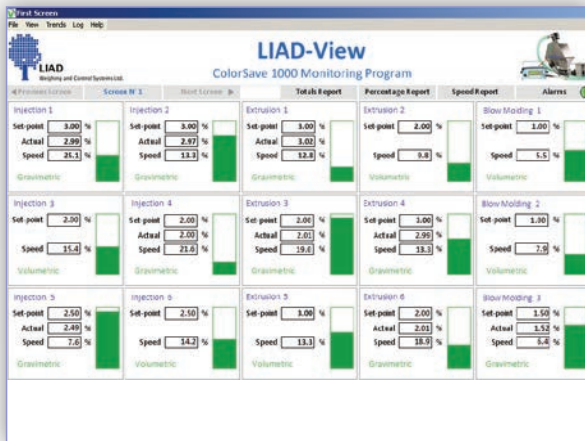 First Screen
File View Trends Log Help
LIAD
Weighing and Control Systems Ltd.
LIAD-View
ColorSave 1000 Monitoring Program
Previous Screen Screen Nº 1 Next Screen Totals Report Percentage Report Speed Report Alarms
Injection 1 Injection 2 Extrusion 1 Extrusion 2 Blow Molding 1
Set-point 3.00 % Set-point 3.00 % Set-point 3.00 % Set-point 2.00 % Set-point 1.00 %
Actual 2.99 % Actual 2.97 % Actual 3.02 %
Speed 25.1 % Speed 13.3 % Speed 12.8 % Speed 9.8 % Speed 5.5 %
Gravimetric Gravimetric Gravimetric Volumetric Volumetric
Injection 3 Injection 4 Extrusion 3 Extrusion 4 Blow Molding 2
Set-point 2.00 % Set-point 2.00 % Set-point 2.00 % Set-point 3.00 % Set-point 1.00 %
Actual 2.00 % Actual 2.01 % Actual 2.99 %
Speed 15.4 % Speed 21.6 % Speed 19.8 % Speed 13.3 % Speed 7.9 %
Volumetric Gravimetric Gravimetric Gravimetric Volumetric
Injection 5 Injection 6 Extrusion 5 Extrusion 6 Blow Molding 3
Set-point 2.50 % Set-point 2.50 % Set-point 3.00 % Set-point 2.00 % Set-point 1.50 %
Actual 2.49 % Actual 2.01 % Actual 1.52 %
Speed 7.6 % Speed 14.2 % Speed 13.3 % Speed 18.9 % Speed 6.4 %
Gravimetric Volumetric Volumetric Gravimetric Gravimetric